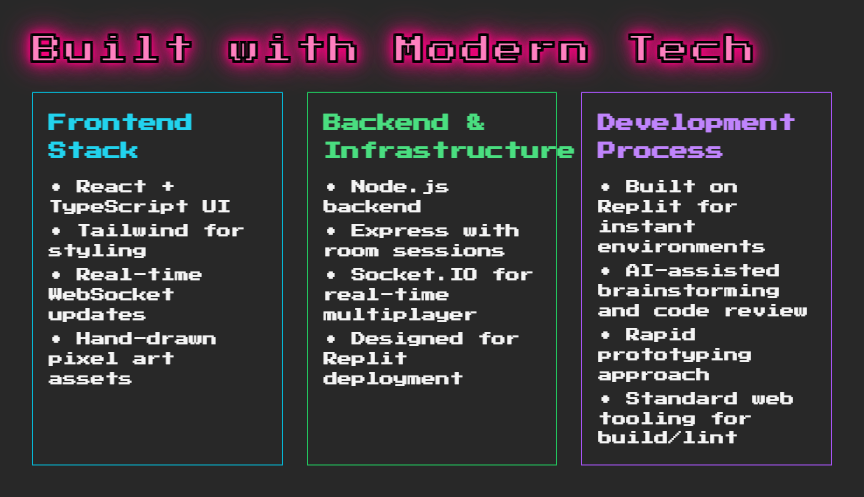 Built with Modern Tech
Frontend
Stack
• React +
TypeScript UI
• Tailwind for
styling
• Real-time
WebSocket
updates
• Hand-drawn
pixel art
assets
Backend &
Infrastructure
• Node.js
backend
• Express with
room sessions
• Socket.IO for
real-time
multiplayer
• Designed for
Replit
deployment
Development
Process
• Built on
Replit for
instant
environments
• AI-assisted
brainstorming
and code review
• Rapid
prototyping
approach
• Standard web
tooling for
build/lint